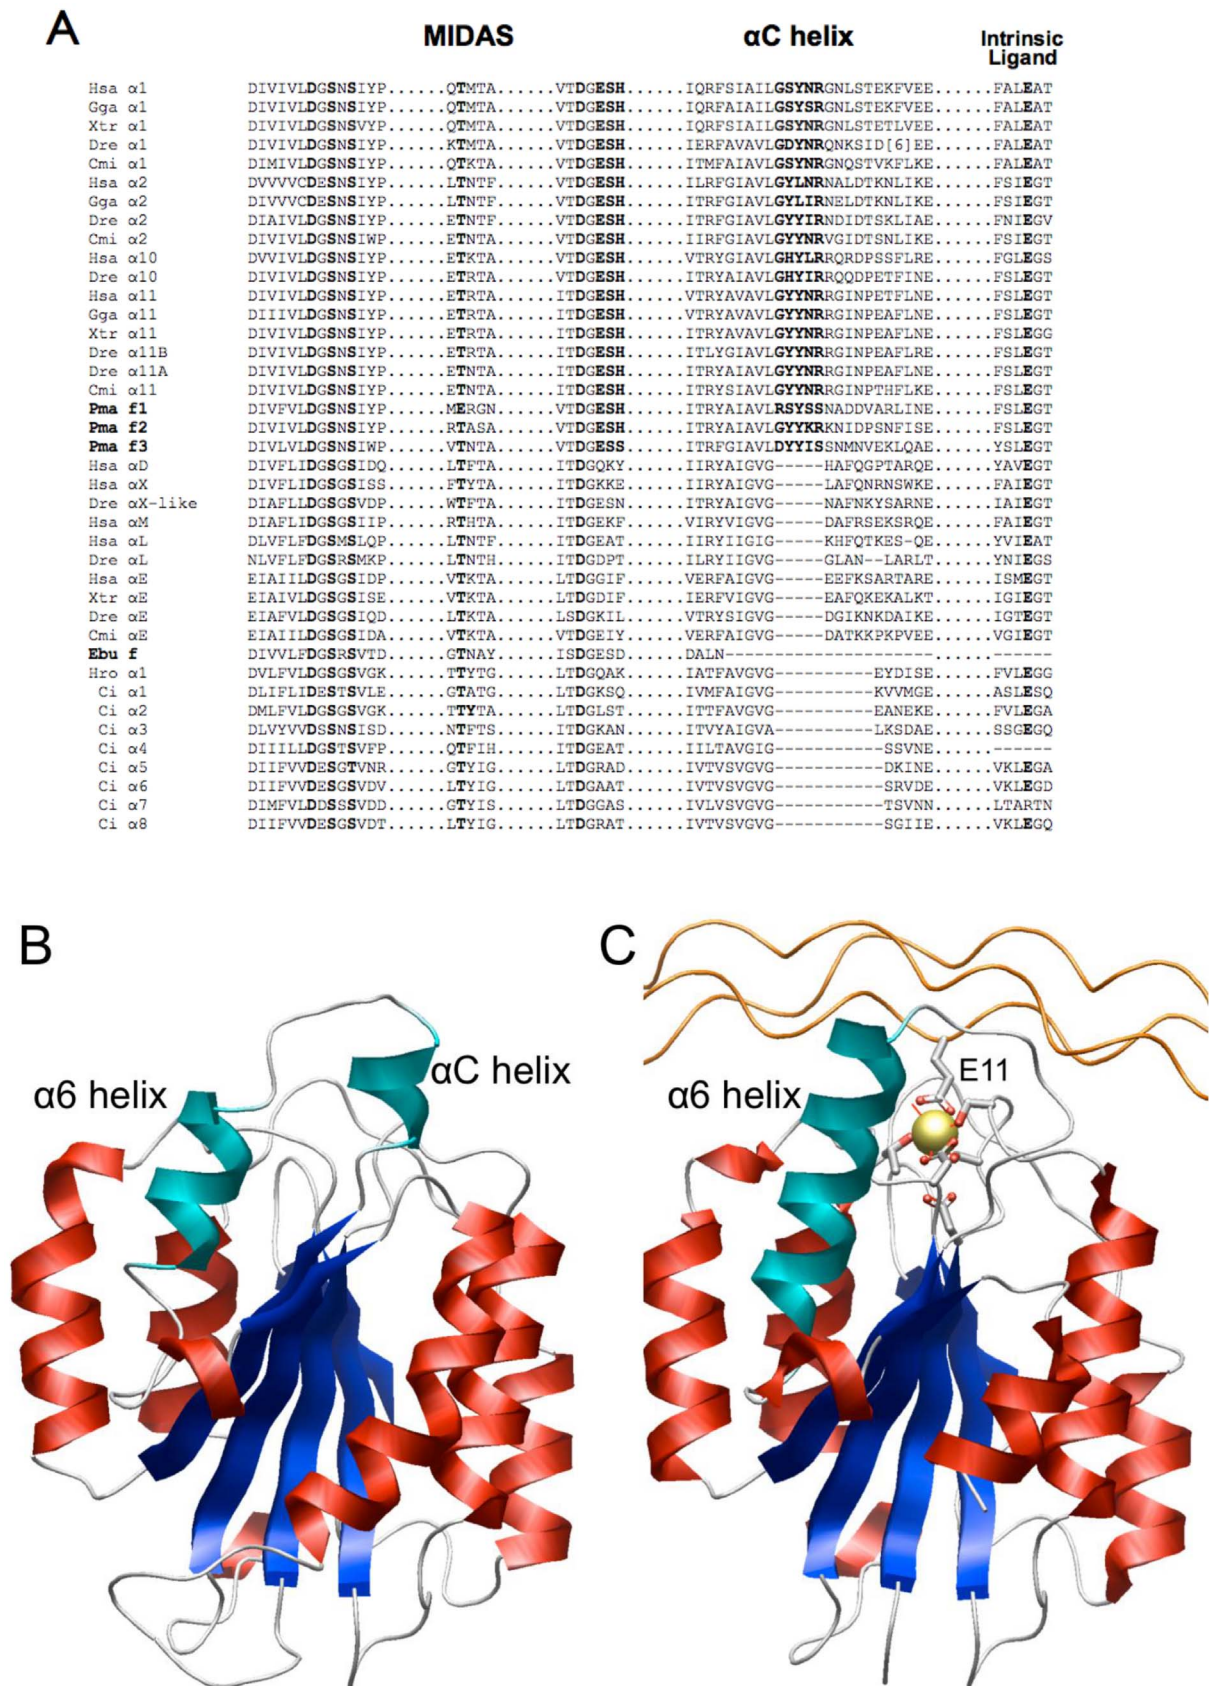 A
MIDAS αC helix Intrinsic Ligand
Hsa α1 DIVIVLDGSNSIYP......QTMTA......VTDGESH......IQRFSIAILGSYNRGNLSTEKFVEE......FALEAT
Gga α1 DIVIVLDGSNSIYP......QTMTA......VTDGESH......IQRFSIAILGSYSRGNLSTEKFVEE......FALEAT
Xtr α1 DIVIVLDGSNSVYP......QTMTA......VTDGESH......IQRFSIAILGSYNRGNLSTETLVEE......FALEAT
Dre α1 DIVIVLDGSNSIYP......KTMTA......VTDGESH......IERFAVAVLGDYNRQNKSID[6]EE......FALEAT
Cmi α1 DIMIVLDGSNSIYP......QTKTA......VTDGESH......ITMFAIAVLGSYNRGNQSTVKFLKE......FALEAT
Hsa α2 DVVVVCDESNSIYP......LTNTF......VTDGESH......ILRFGIAVLGYLNRNALDTKNLIKE......FSIEGT
Gga α2 DIVVVCDESNSIYP......LTNTF......VTDGESH......ITRFGIAVLGYLIRNELDTKNLIKE......FSIEGT
Dre α2 DIAIVLDGSNSIYP......ETNTF......VTDGESH......ITRFGIAVLGYYIRNDIDTSKLIAE......FNIEGV
Cmi α2 DIVIVLDGSNSIWP......ETNTA......VTDGESH......IIRFGIAVLGYYNRVGIDTSNLIKE......FSIEGT
Hsa α10 DVVIVLDGSNSIYP......ETKTA......VTDGESH......VTRYGIAVLGHYLRRQRDPSSFLRE......FGLEGS
Dre α10 DIVIVLDGSNSIYP......ETRTA......VTDGESH......ITRYAIAVLGHYIRRQQDPETFIKE......FGLEGS
Hsa α11 DIVIVLDGSNSIYP......ETRTA......ITDGESH......VTRYAVAVLGYYNRRGINPETFLNE......FSLEGT
Gga α11 DIIIVLDGSNSIYP......ETRTA......ITDGESH......VTRYAIAVLGYYNRRGINPEAFLNE......FSLEGT
Xtr α11 DIVIVLDGSNSIYP......ETRTA......ITDGESH......ITRYAVAVLGYYNRRGINPEAFLNE......FSLEGG
Dre α11B DIVIVLDGSNSIYP......ETRTA......ITDGESH......ITLYGIAVLGYYNRRGINPEAFLRE......FSLEGT
Dre α11A DIVIVLDGSNSIYP......ETNTA......ITDGESH......ITRYAIAVLGYYNRRGINPEAFLNE......FSLEGT
Cmi α11 DIVIVLDGSNSIYP......ETNTA......ITDGESH......ITRYSIAVLGYYNRRGINPTHFLKE......FSLEGT
Pma f1 DIVFVLDGSNSIYP......MERGN......VTDGESH......ITRYAIAVLRSYSSNADDVARLINE......FSLEGT
Pma f2 DIVIVLDGSNSIYP......RTASA......VTDGESH......ITRYAIAVLGYYKRKNIDPSNFISE......FSLEGT
Pma f3 DIVLVLDGSNSIWP......VTNTA......VTDGESS......ITRFGIAVLDYYISSNMNVEKLQAE......YSLEGT
Hsa αD DIVFLIDGSGSIDQ......LTFTA......ITDGQKY......IIRYAIGVG-----HAFQGPTARQE......YAVEGT
Hsa αX DIVFLIDGSGSISS......FTYTA......ITDGKKE......IIRYAIGVG-----LAFQNRNSWKE......FAIEGT
Dre αX-like DIAFLLDGSGSVDP......WTFTA......ITDGESN......ITRYAIGVG-----NAFNKYSARNE......IAIEGT
Hsa αM DIAFLIDGSGSIIP......RTHTA......ITDGEKF......VIRYVIGVG-----DAFRSEKSRQE......FAIEGT
Hsa αL DLVFLFDGSMSLQP......LTNTF......ITDGEAT......IIRYIIGIG-----KHFQTKES-QE......YVIEAT
Dre αL NLVFLFDGSRSMKP......LTNTH......ITDGDPT......ILRYIIGVG-----GLAN--LARLT......YNIEGS
Hsa αE EIAIILDGSGSIDP......VTKTA......LTDGGIF......VERFAIGVG-----EEFKSARTARE......ISMEGT
Xtr αE EIAIVLDGSGSISE......VTKTA......LTDGDIF......IERFVIGVG-----EAFQKEKALKT......IGIEGT
Dre αE EIAFVLDGSGSIQD......LTKTA......LSDGKIL......VTRYSIGVG-----DGIKNKDAIKE......IGTEGT
Cmi αE EIAIILDGSGSIDA......VTKTA......VTDGEIY......VERFAIGVG-----DATKKPKPVEE......VGIEGT
Ebu f DIVVLFDGSRSVTD......GTNAY......ISDGESD......DALN---------------------......------
Hro α1 DVLFVLDGSGSVGK......TTYTG......LTDGQAK......IATFAVGVG----------EYDISE......FVLEGG
Ci α1 DLIFLIDESTSVLE......GTATG......LTDGKSQ......IVMFAIGVG----------KVVMGE......ASLESQ
Ci α2 DMLFVLDGSGSVGK......TTYTA......LTDGLST......ITTFAVGVG----------EANEKE......FVLEGA
Ci α3 DLVYVVDSSNSISD......NTFTS......ITDGKAN......ITVYAIGVA----------LKSDAE......SSGEGQ
Ci α4 DIIILLDGSTSVFP......QTFIH......ITDGEAT......IILTAVGIG-----------SSVNE......------
Ci α5 DIIFVVDESGTVNR......GTYIG......LTDGRAD......IVTVSVGVG-----------DKINE......VKLEGA
Ci α6 DIIFVVDESGSVDV......LTYIG......LTDGAAT......IVTVSVGVG-----------SRVDE......VKLEGD
Ci α7 DIMFVLDDSSSVDD......GTYIS......LTDGGAS......IVLVSVGVG-----------TSVNN......LTARTN
Ci α8 DIIFVVDESGSVDT......LTYIG......LTDGRAT......IVTVSVGVG-----------SGIIE......VKLEGQ
B
α6 helix
αC helix
C
α6 helix
E11